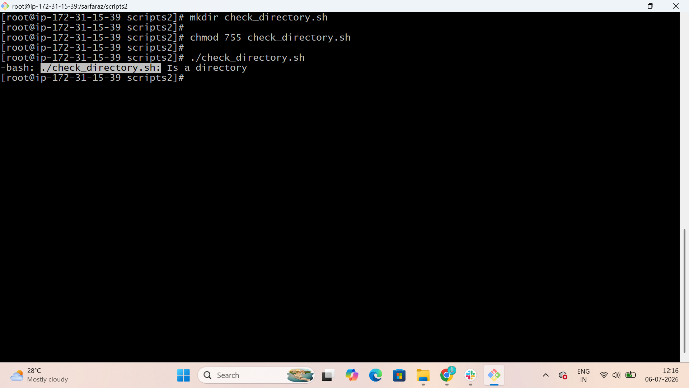 root@ip-172-31-15-39:/sarfaraz/scripts2
[root@ip-172-31-15-39 scripts2]# mkdir check_directory.sh
[root@ip-172-31-15-39 scripts2]#
[root@ip-172-31-15-39 scripts2]# chmod 755 check_directory.sh
[root@ip-172-31-15-39 scripts2]#
[root@ip-172-31-15-39 scripts2]# ./check_directory.sh
-bash: ./check_directory.sh: Is a directory
[root@ip-172-31-15-39 scripts2]#
28°C
Mostly cloudy
Search
ENG
IN
12:16
06-07-2026